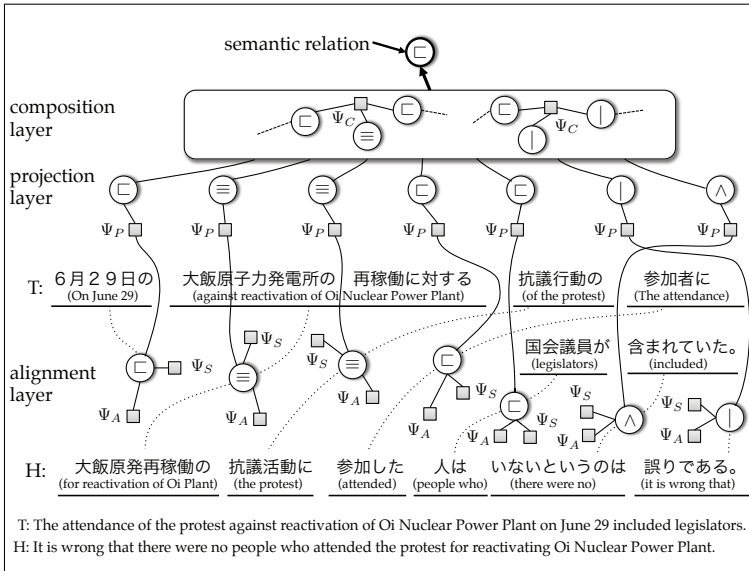 semantic relation
⊏
composition
layer
⊏ Ψ_C ≡ ⊏ ⊏ Ψ_C | |
projection
layer
⊏ ≡ ≡ ⊏ ⊏ | ∧
Ψ_P Ψ_P Ψ_P Ψ_P Ψ_P Ψ_P Ψ_P
T: 6月29日の 大飯原子力発電所の 再稼働に対する 抗議行動の 参加者に
(On June 29) (against reactivation of Oi Nuclear Power Plant) (of the protest) (The attendance)
国会議員が 含まれていた。
(legislators) (included)
alignment
layer
⊏ Ψ_S Ψ_A
≡ Ψ_S Ψ_A
≡ Ψ_S Ψ_A
⊏ Ψ_S Ψ_A
⊏ Ψ_A Ψ_S
∧ Ψ_S Ψ_A
| Ψ_S Ψ_A
H: 大飯原発再稼働の 抗議活動に 参加した 人は いないというのは 誤りである。
(for reactivation of Oi Plant) (the protest) (attended) (people who) (there were no) (it is wrong that)
T: The attendance of the protest against reactivation of Oi Nuclear Power Plant on June 29 included legislators.
H: It is wrong that there were no people who attended the protest for reactivating Oi Nuclear Power Plant.